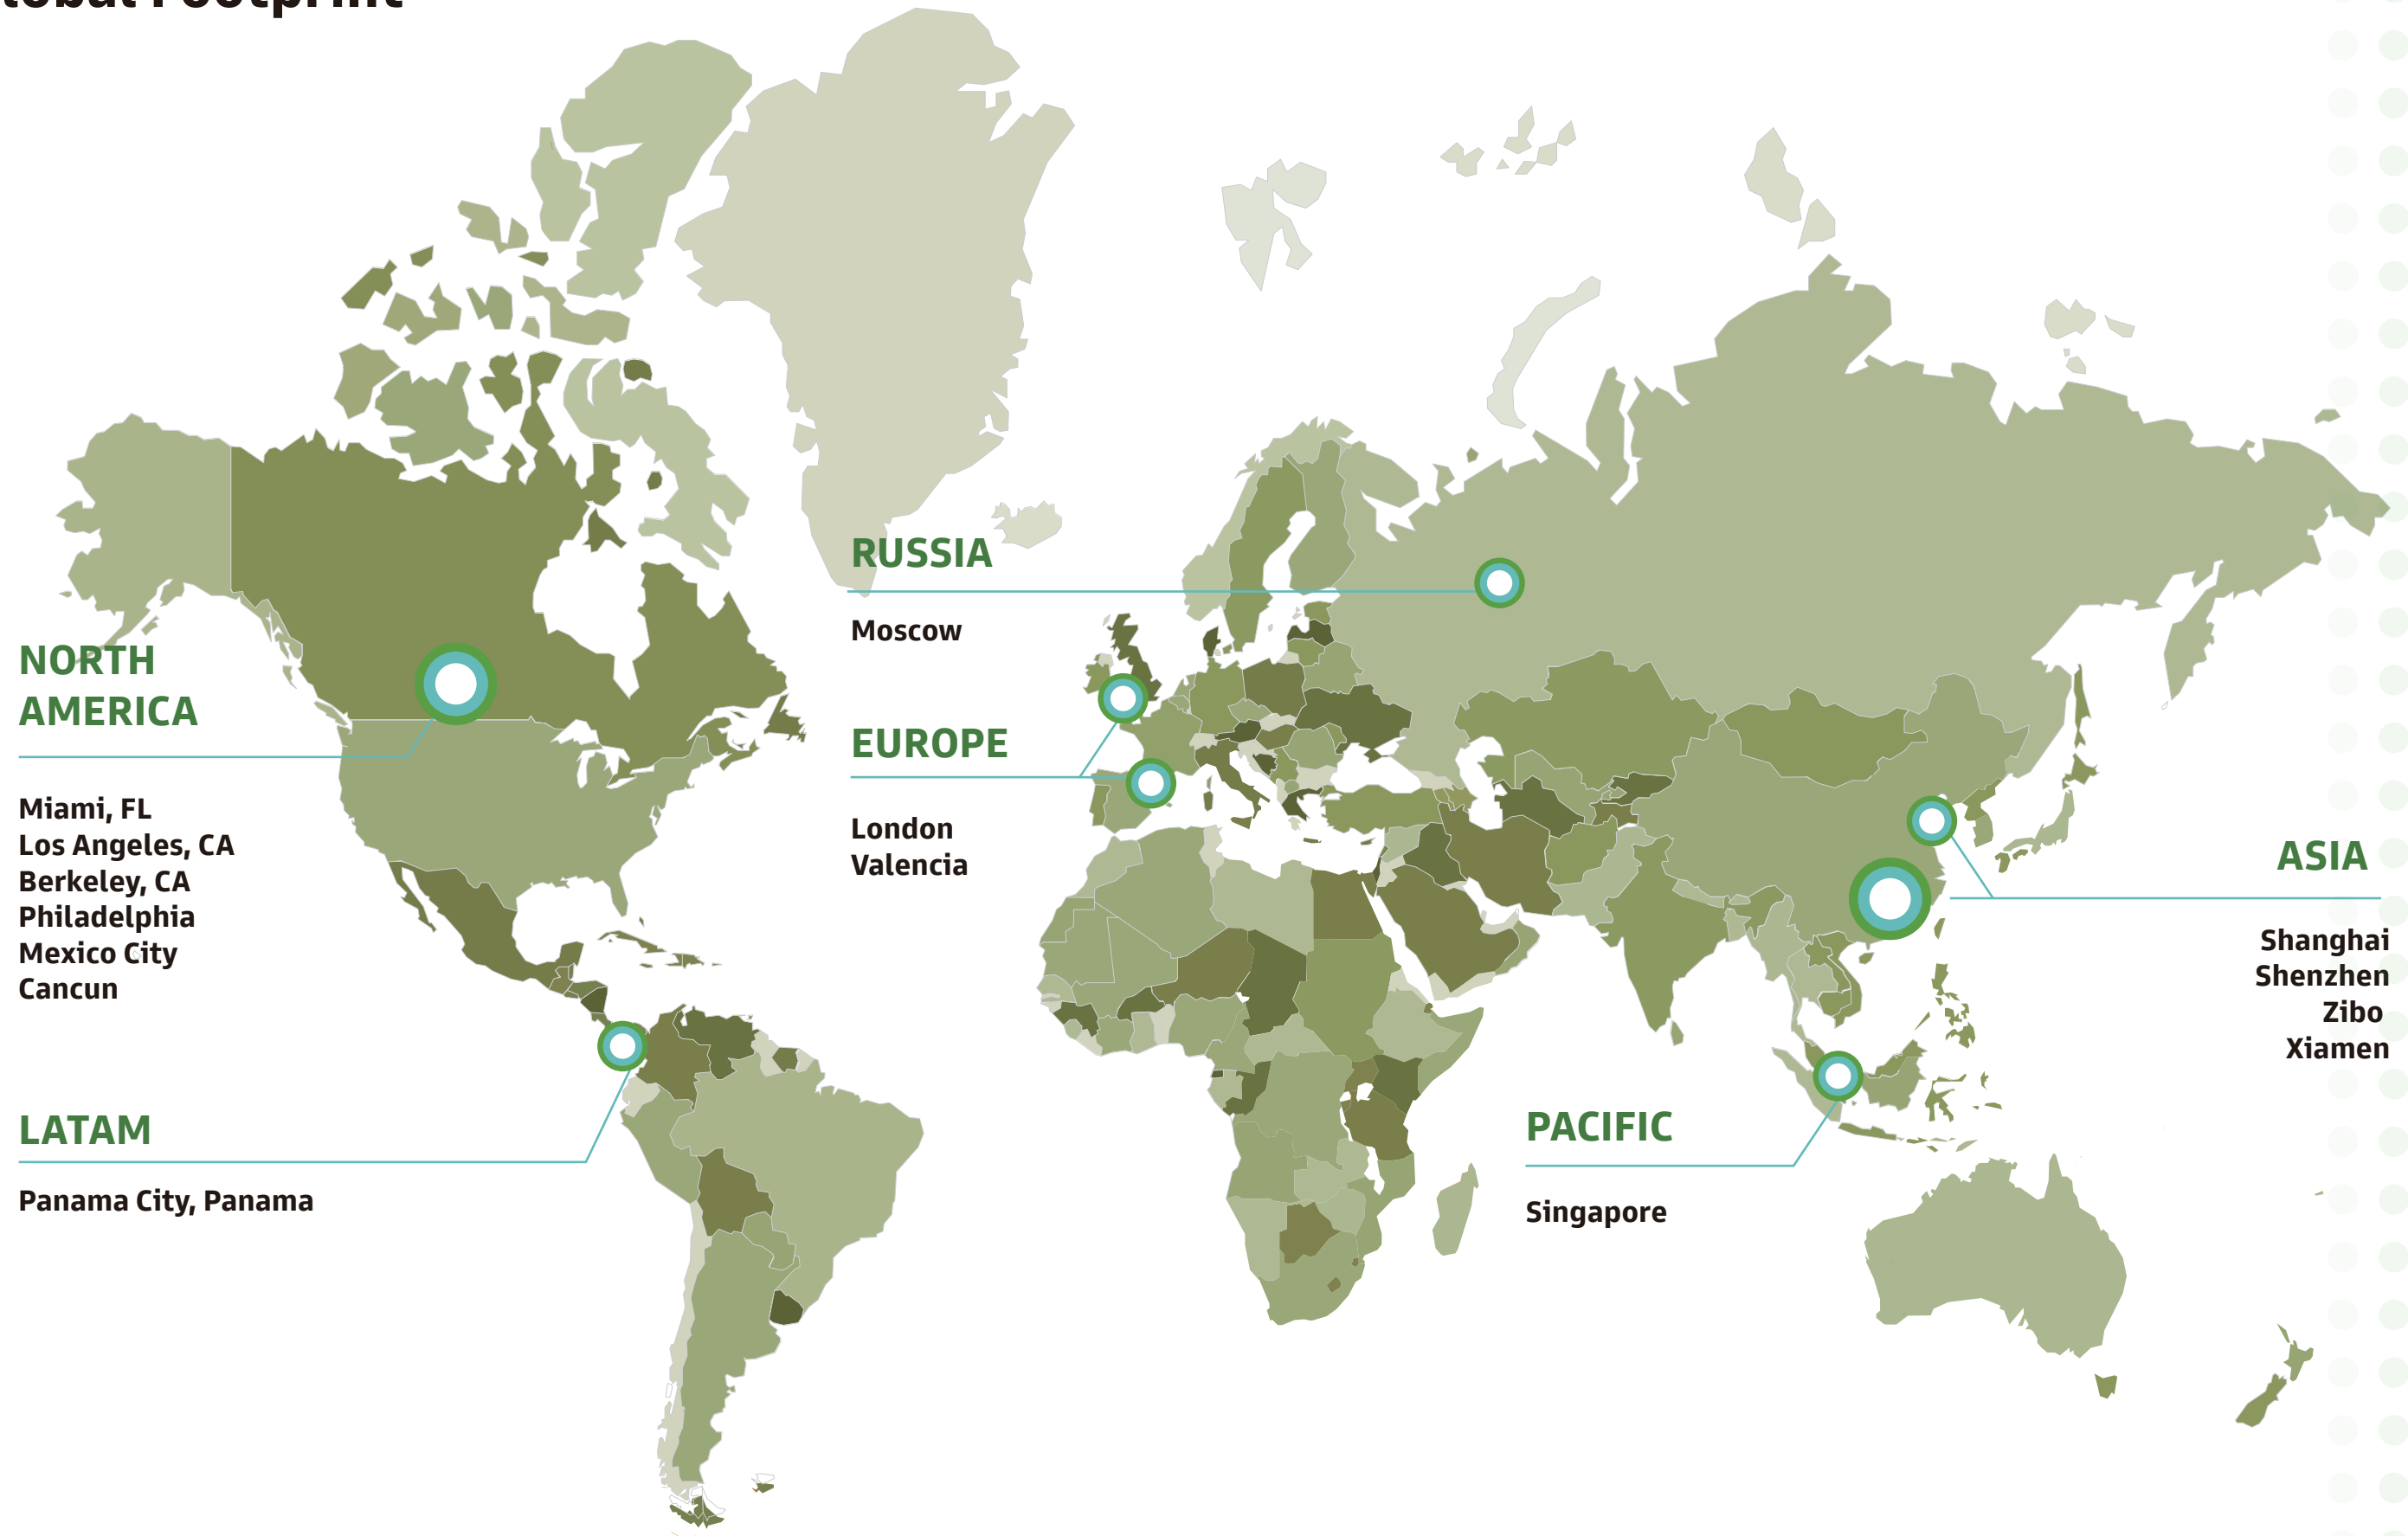 Footprint
RUSSIA
Moscow
NORTH
AMERICA
Miami, FL
Los Angeles, CA
Berkeley, CA
Philadelphia
Mexico City
Cancun
EUROPE
London
Valencia
ASIA
Shanghai
Shenzhen
Zibo
Xiamen
LATAM
Panama City, Panama
PACIFIC
Singapore